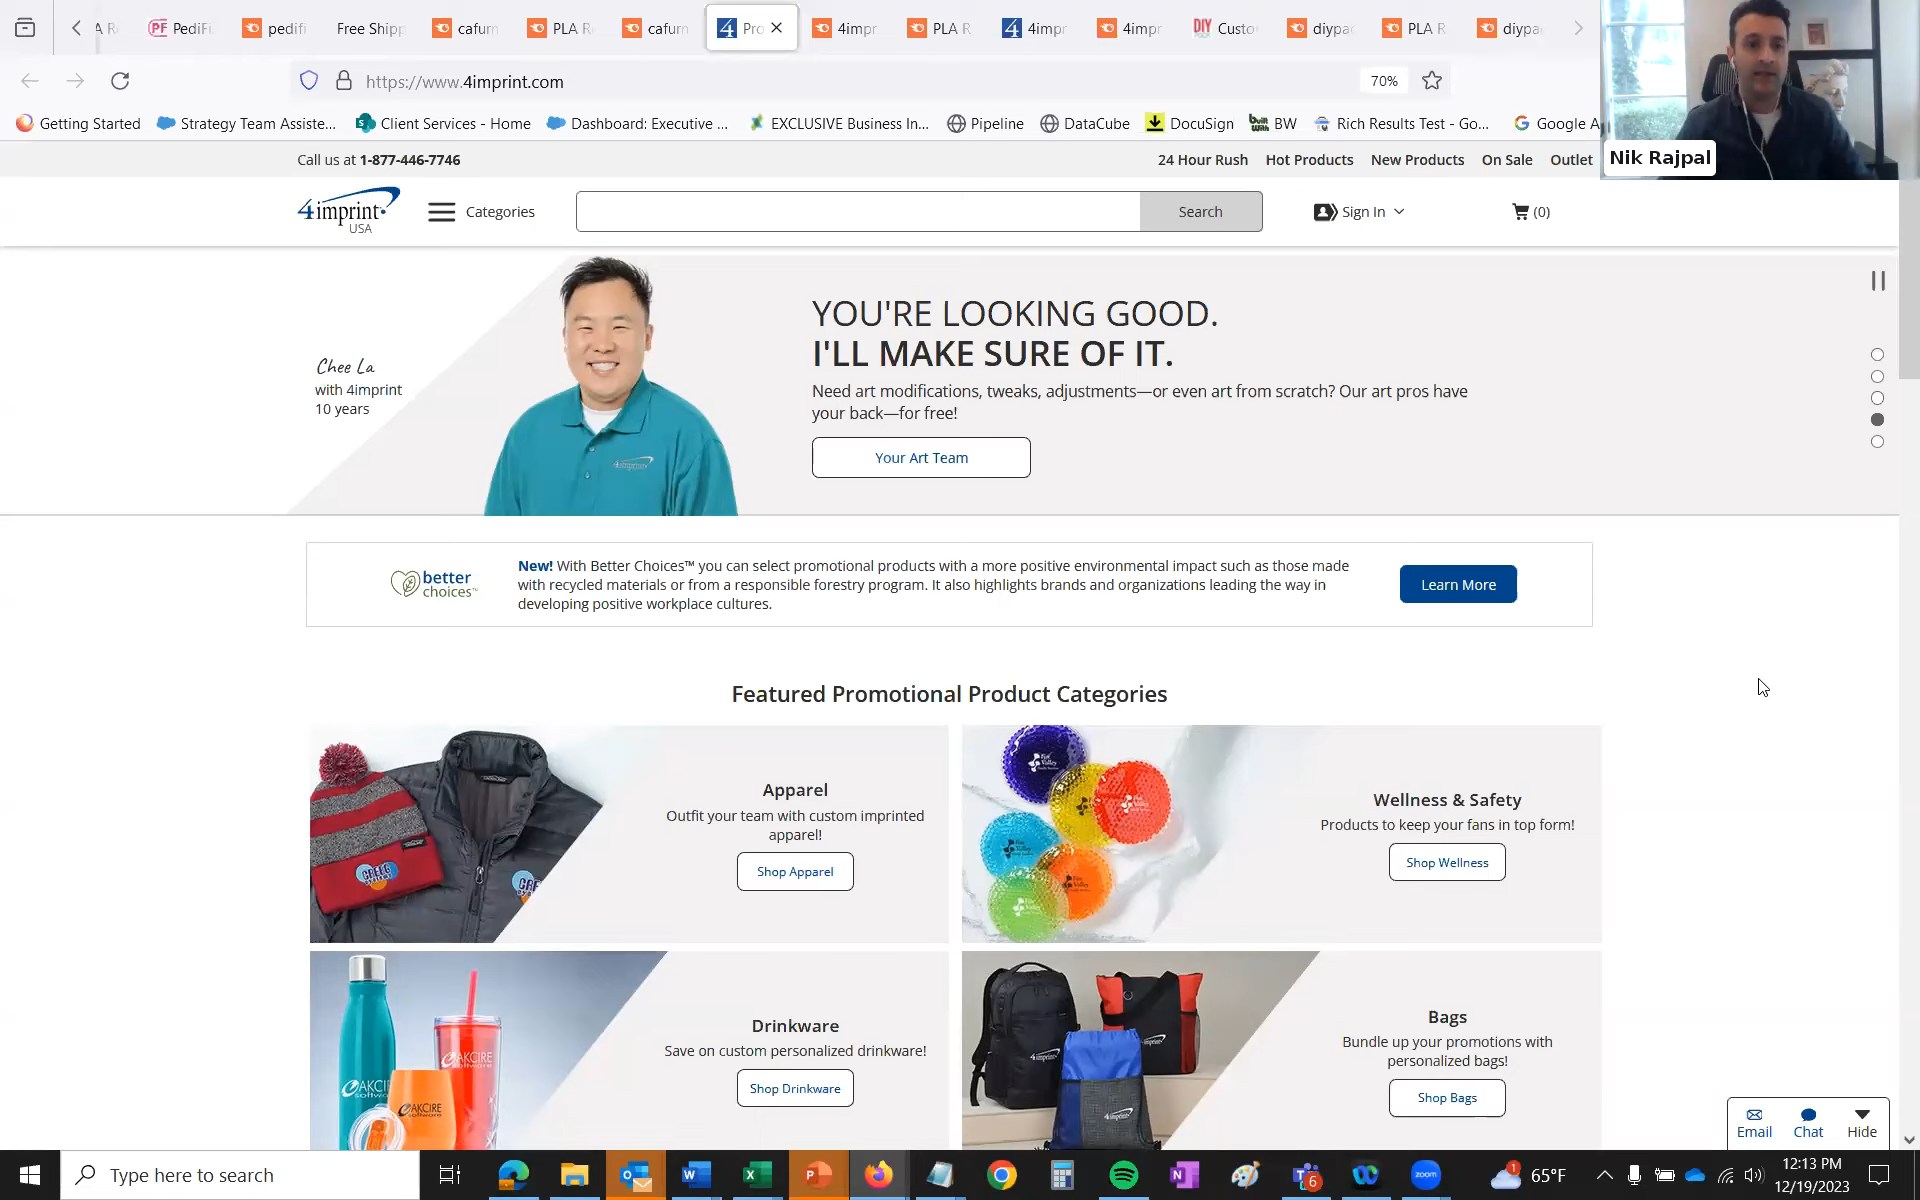 A R
PediFi
pedifi
Free Shipp
cafurn
PLA R
cafurn
Pro
4impr
PLA R
4impr
4impr
DIY Custo
diypac
PLA R
diypa
https://www.4imprint.com
70%
Getting Started
Strategy Team Assiste...
Client Services - Home
Dashboard: Executive ...
EXCLUSIVE Business In...
Pipeline
DataCube
DocuSign
BW
Rich Results Test - Go...
Google A
Nik Rajpal
Call us at 1-877-446-7746
24 Hour Rush
Hot Products
New Products
On Sale
Outlet
4imprint
USA
Categories
Search
Sign In
(0)
Chee La
with 4imprint
10 years
YOU'RE LOOKING GOOD.
I'LL MAKE SURE OF IT.
Need art modifications, tweaks, adjustments—or even art from scratch? Our art pros have
your back—for free!
Your Art Team
better
choices™
New! With Better Choices™ you can select promotional products with a more positive environmental impact such as those made
with recycled materials or from a responsible forestry program. It also highlights brands and organizations leading the way in
developing positive workplace cultures.
Learn More
Featured Promotional Product Categories
Apparel
Outfit your team with custom imprinted
apparel!
Shop Apparel
Wellness & Safety
Products to keep your fans in top form!
Shop Wellness
Drinkware
Save on custom personalized drinkware!
Shop Drinkware
Bags
Bundle up your promotions with
personalized bags!
Shop Bags
Email
Chat
Hide
Type here to search
zoom
6
1
65°F
12:13 PM
12/19/2023